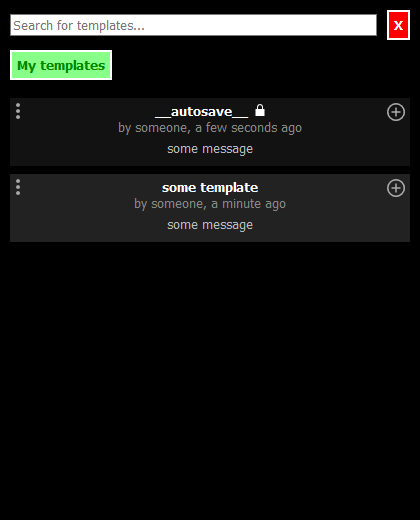 Search for templates...
X
My templates
__autosave__
by someone, a few seconds ago
some message
some template
by someone, a minute ago
some message